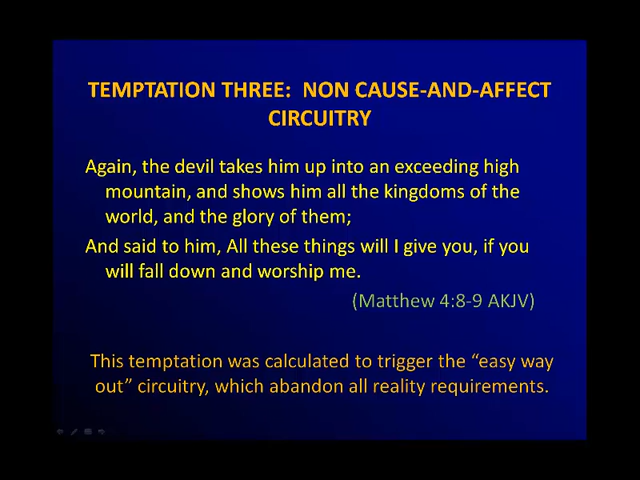 TEMPTATION THREE:  NON CAUSE-AND-AFFECT
CIRCUITRY
Again, the devil takes him up into an exceeding high
mountain, and shows him all the kingdoms of the
world, and the glory of them;
And said to him, All these things will I give you, if you
will fall down and worship me.
(Matthew 4:8-9 AKJV)
This temptation was calculated to trigger the “easy way
out” circuitry, which abandon all reality requirements.